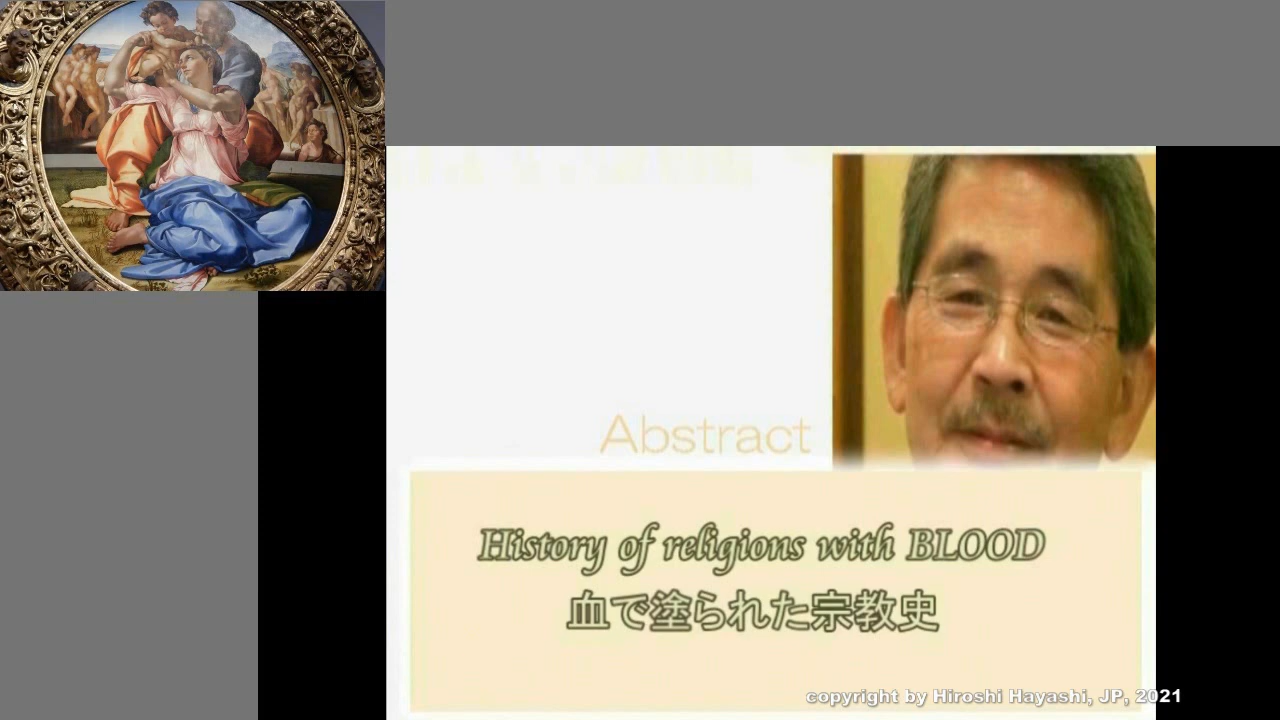 Abstract
History of religions with BLOOD
血で塗られた宗教史
copyright by Hiroshi Hayashi, JP, 2021